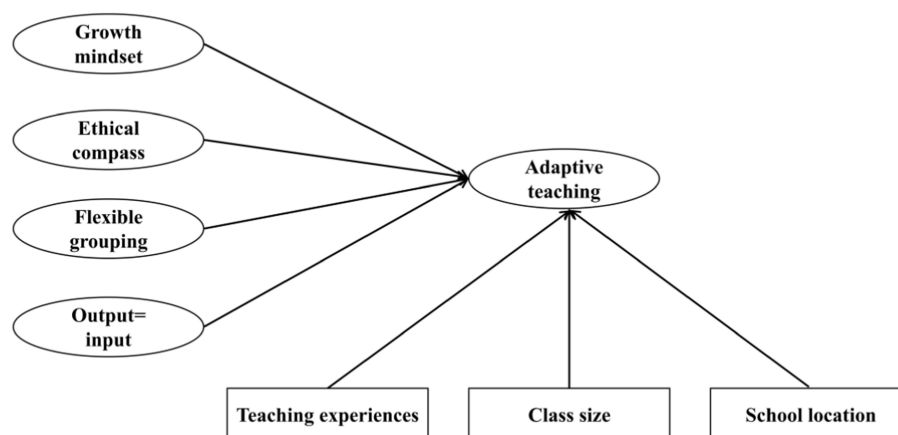 Growth
mindset
Ethical
compass
Adaptive
teaching
Flexible
grouping
Output=
input
Teaching experiences
Class size
School location